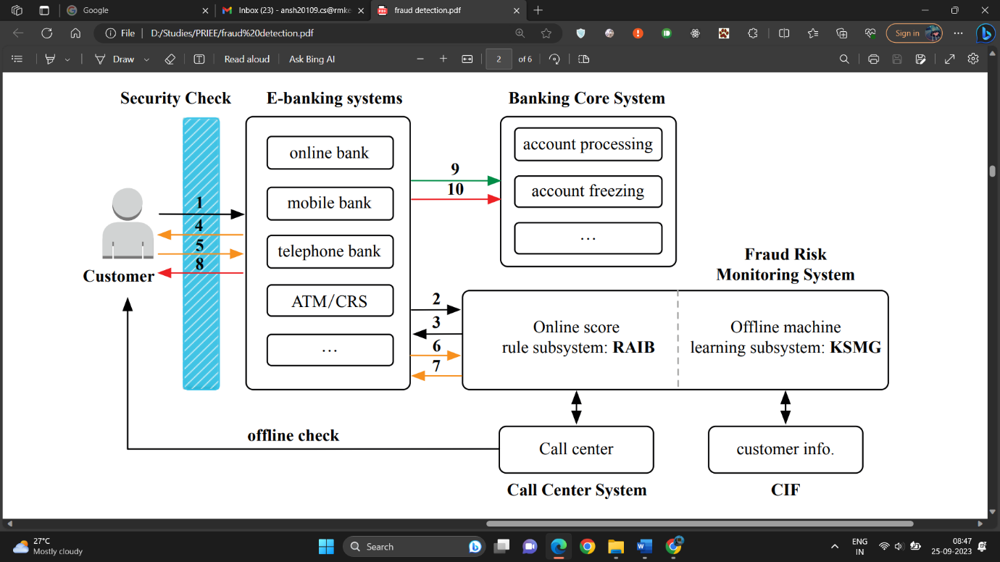 Google
Inbox (23) - ansh20109.cs@rmke
fraud detection.pdf
File
D:/Studies/PRIEE/fraud%20detection.pdf
Sign in
Draw
Read aloud
Ask Bing AI
2
of 6
Security Check
E-banking systems
Banking Core System
online bank
mobile bank
telephone bank
ATM/CRS
...
account processing
account freezing
...
9
10
1
4
5
8
Customer
Fraud Risk
Monitoring System
2
3
6
7
Online score
rule subsystem: RAIB
Offline machine
learning subsystem: KSMG
offline check
Call center
customer info.
Call Center System
CIF
27°C
Mostly cloudy
Search
ENG
IN
08:47
25-09-2023